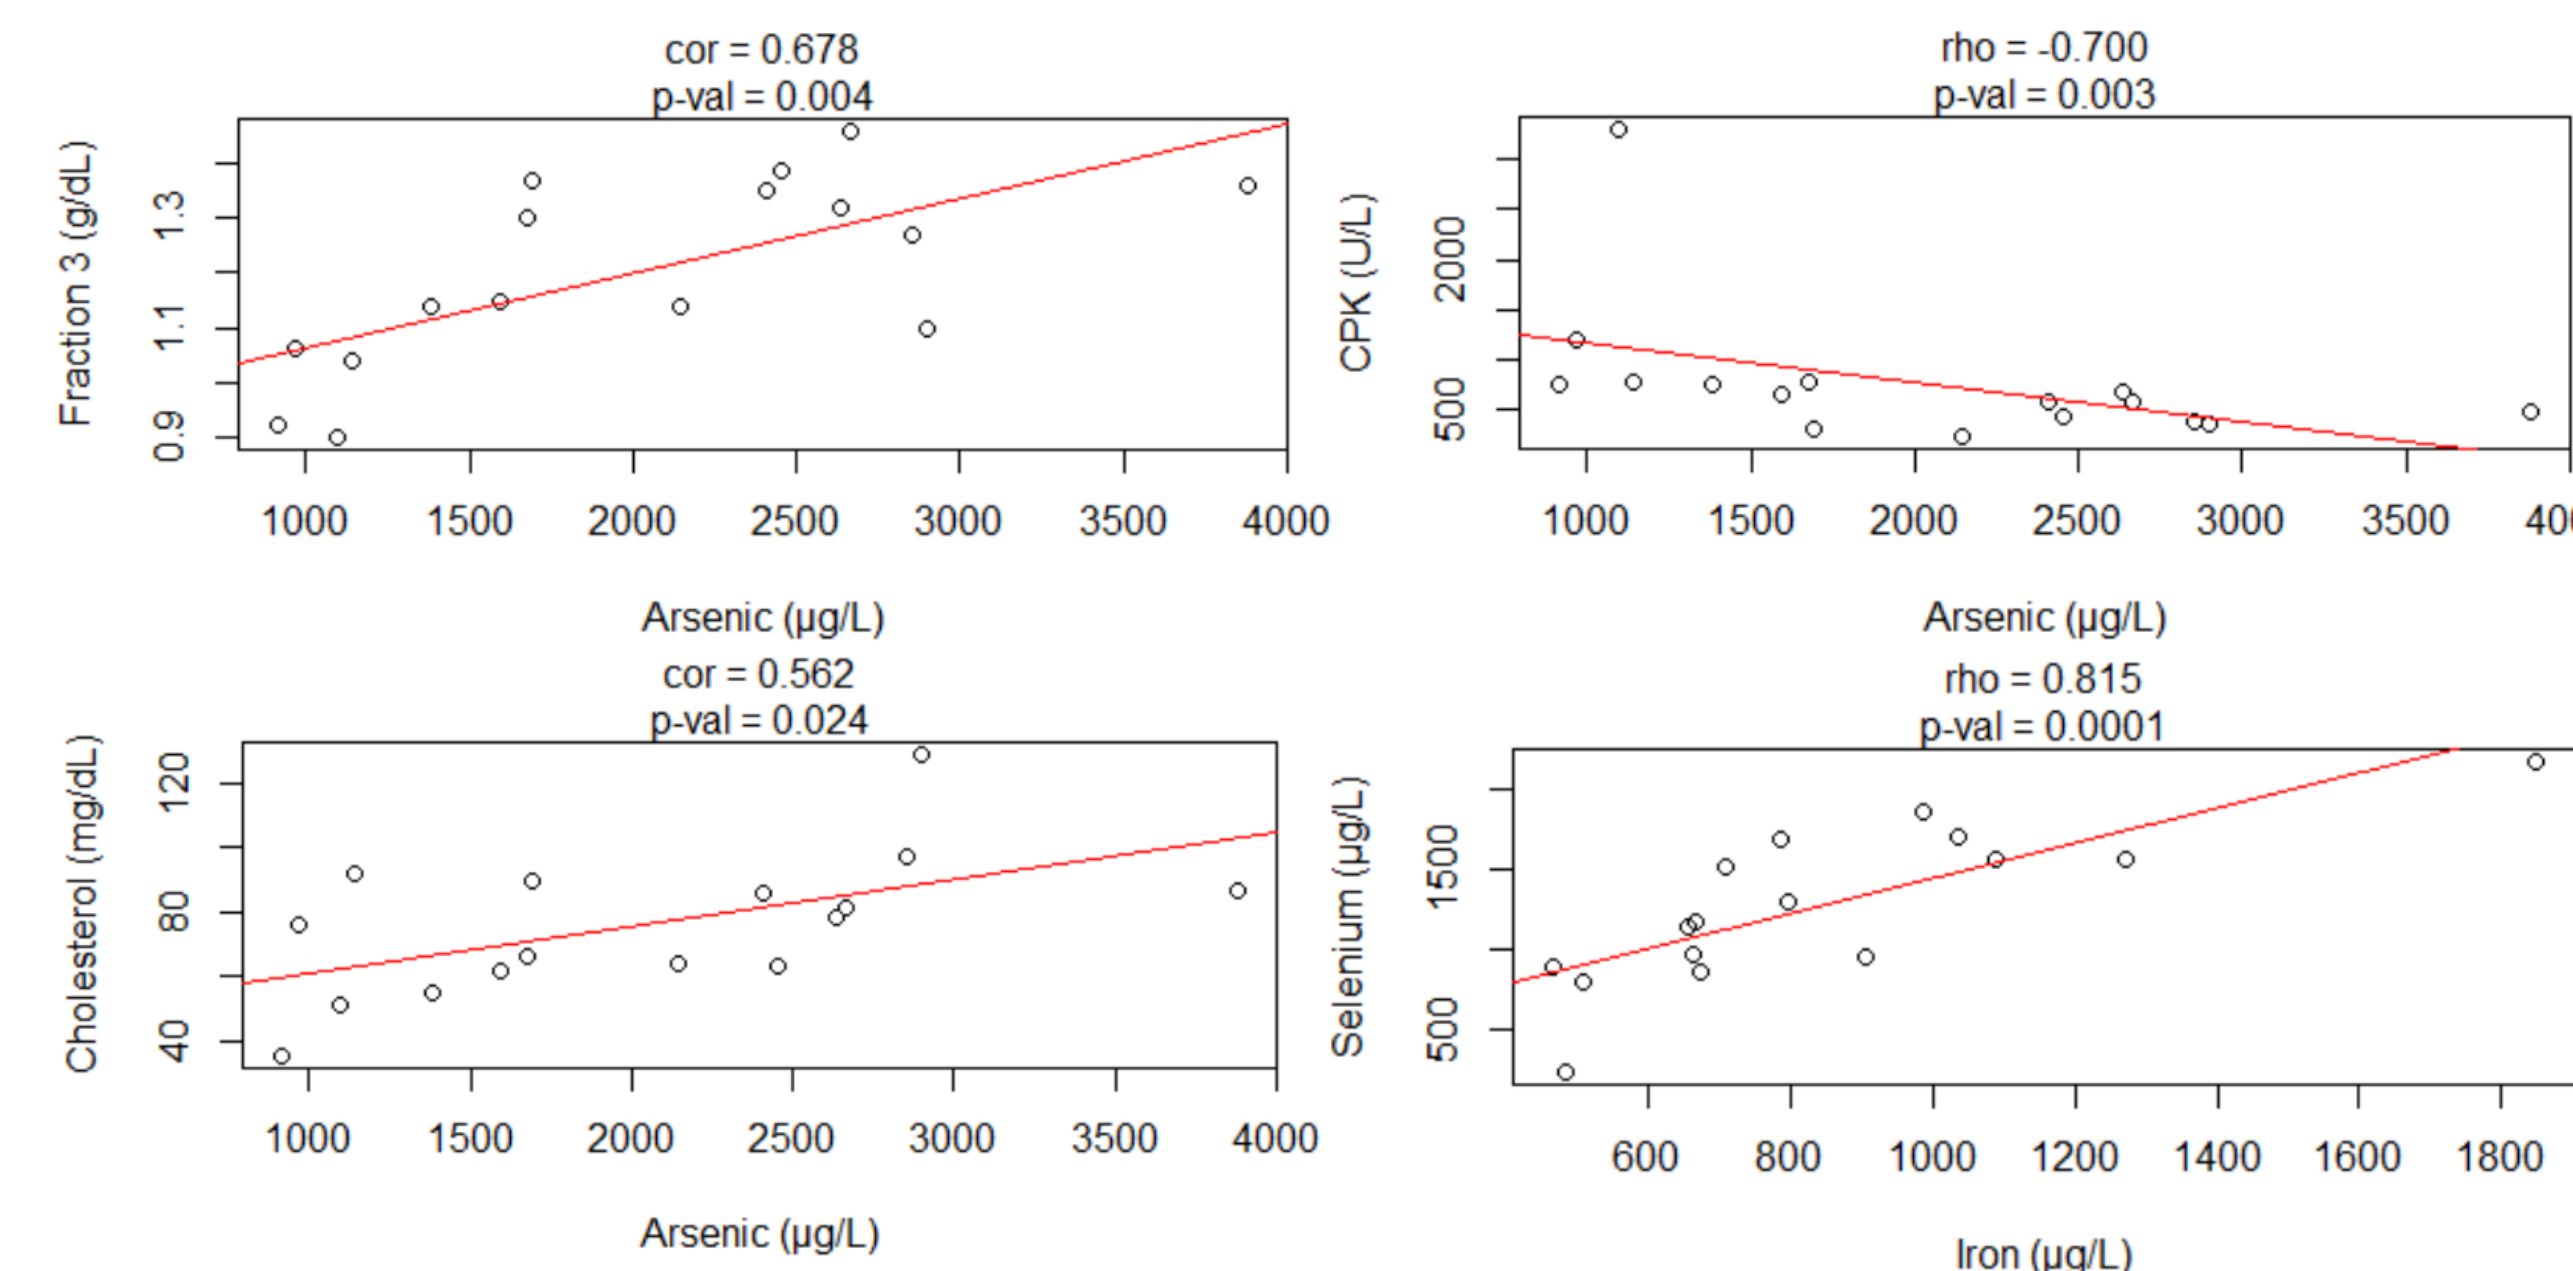 cor = 0.678
p-val = 0.004
Fraction 3 (g/dL)
0.9 1.1 1.3
1000 1500 2000 2500 3000 3500 4000
Arsenic (µg/L)
rho = -0.700
p-val = 0.003
CPK (U/L)
500 2000
1000 1500 2000 2500 3000 3500 400
Arsenic (µg/L)
cor = 0.562
p-val = 0.024
Cholesterol (mg/dL)
40 80 120
1000 1500 2000 2500 3000 3500 4000
Arsenic (µg/L)
rho = 0.815
p-val = 0.0001
Selenium (µg/L)
500 1500
600 800 1000 1200 1400 1600 1800
Iron (µg/L)